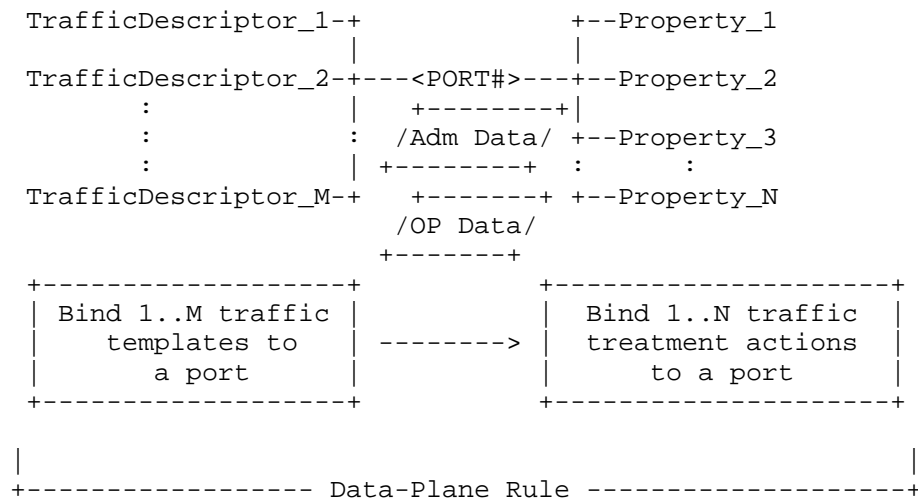 TrafficDescriptor_1-+                +--Property_1
                    |                |
TrafficDescriptor_2-+---<PORT#>---+--Property_2
        :           |   +--------+|
        :           :  /Adm Data/ +--Property_3
        :           | +--------+  :      :
TrafficDescriptor_M-+   +-------+ +--Property_N
                       /OP Data/
                      +-------+
+-------------------+           +---------------------+
| Bind 1..M traffic |           |  Bind 1..N traffic  |
|    templates to   | --------> |  treatment actions  |
|       a port      |           |      to a port      |
+-------------------+           +---------------------+
|                                                       |
+------------------ Data-Plane Rule --------------------+